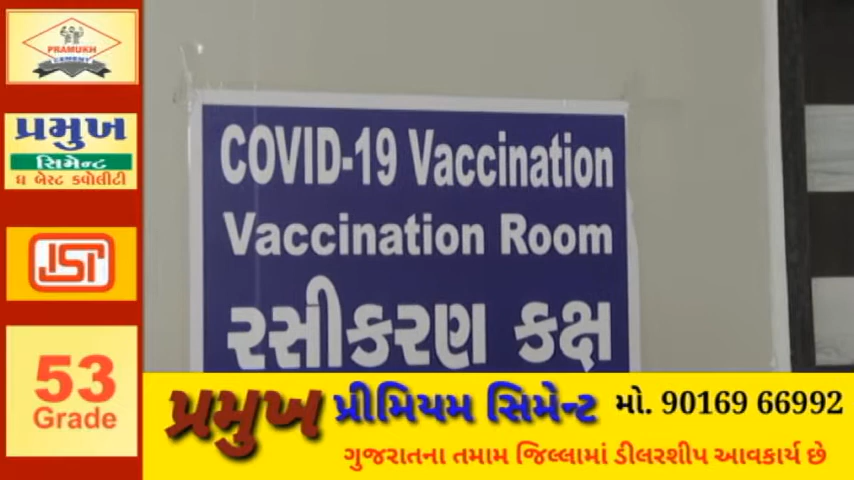 PRAMUKH
CEMENT
પ્રમુખ
સિમેન્ટ
ધ બેસ્ટ ક્વોલીટી
ISI
53
Grade
COVID-19 Vaccination
Vaccination Room
રસીકરણ કક્ષ
પ્રમુખ પ્રીમિયમ સિમેન્ટ મો. 90169 66992
ગુજરાતના તમામ જિલ્લામાં ડીલરશીપ આવકાર્ય છે